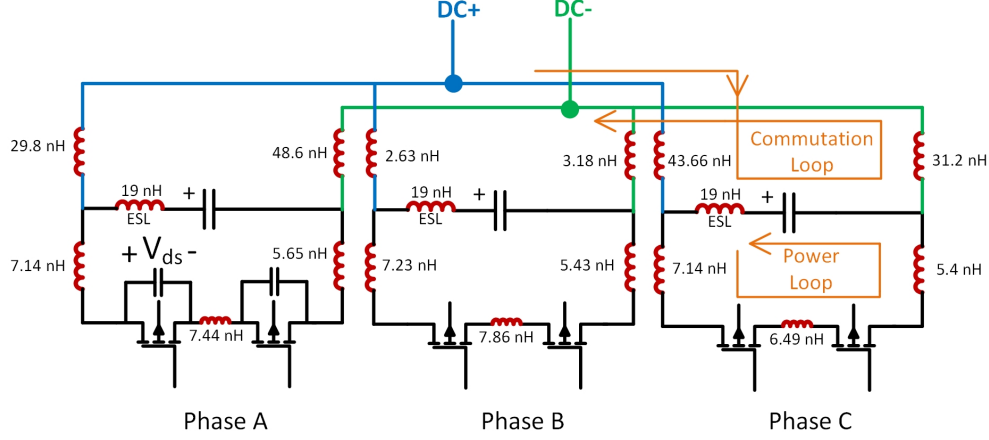 DC+ DC-
29.8 nH 48.6 nH 2.63 nH 3.18 nH 43.66 nH Commutation Loop 31.2 nH
19 nH + 19 nH + 19 nH +
ESL ESL ESL
+ Vds -
7.14 nH 5.65 nH 7.23 nH 5.43 nH 7.14 nH Power Loop 5.4 nH
7.44 nH 7.86 nH 6.49 nH
Phase A Phase B Phase C